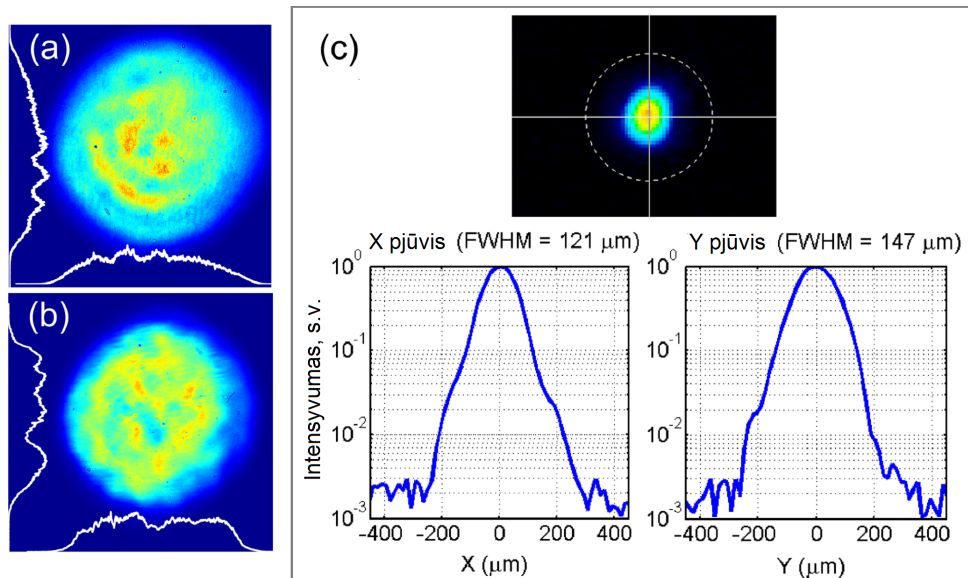 (a)
(b)
(c)
X pjūvis (FWHM = 121 μm)
Intensyvumas, s.v.
10⁰
10⁻¹
10⁻²
10⁻³
-400 -200 0 200 400
X (μm)
Y pjūvis (FWHM = 147 μm)
10⁰
10⁻¹
10⁻²
10⁻³
-400 -200 0 200 400
Y (μm)